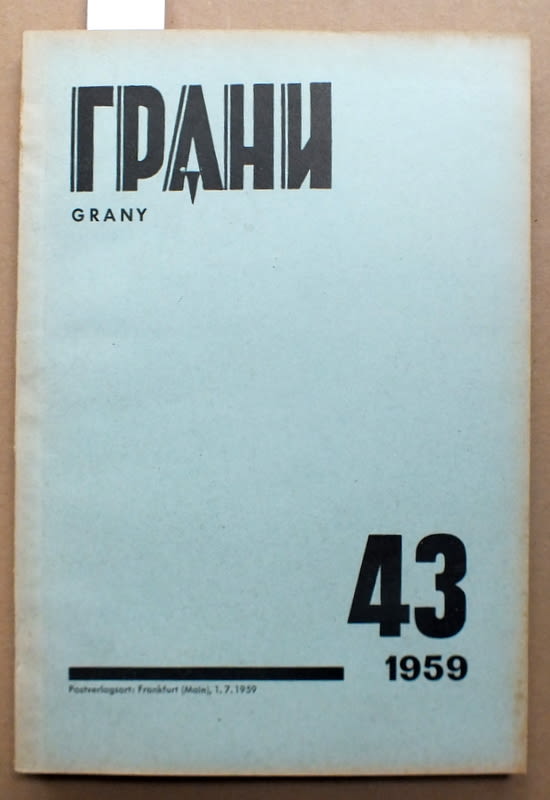 ГРАНИ
GRANY
43
1959
Postverlagsort: Frankfurt (Main), 1.7.1959